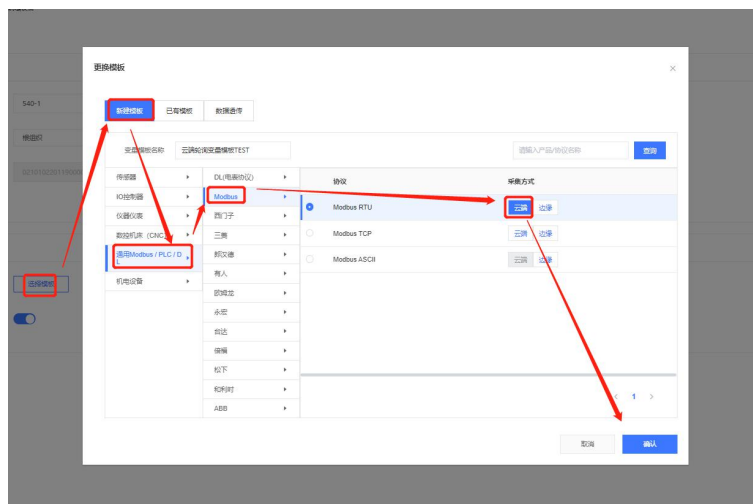 更换模板
×
新建模板 已有模板 数据透传
变量模板名称 云端轮询变量模板TEST 请输入产品/协议名称 查询
传感器
IO控制器
仪器仪表
数控机床（CNC）
通用Modbus / PLC / D
L
机电设备
DL(电表协议)
Modbus
西门子
三菱
有人
欧姆龙
永宏
台达
倍福
松下
和利时
ABB
协议 采集方式
Modbus RTU 云端 边缘
Modbus TCP 云端 边缘
Modbus ASCII 云端 边缘
1
取消 确认
S40-1
选择模板